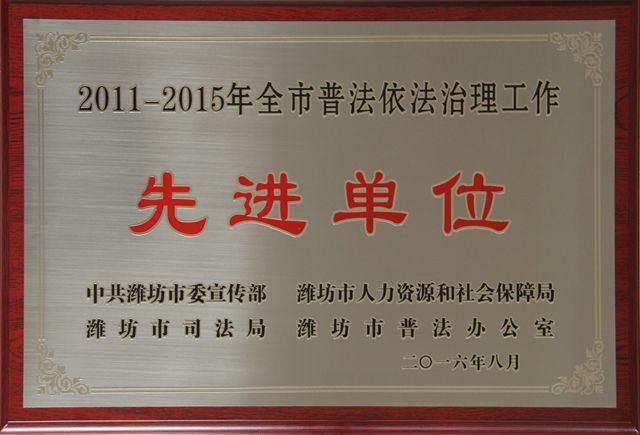 2011-2015年全市普法依法治理工作
先进单位
中共潍坊市委宣传部 潍坊市人力资源和社会保障局
潍坊市司法局 潍坊市普法办公室
二〇一六年八月